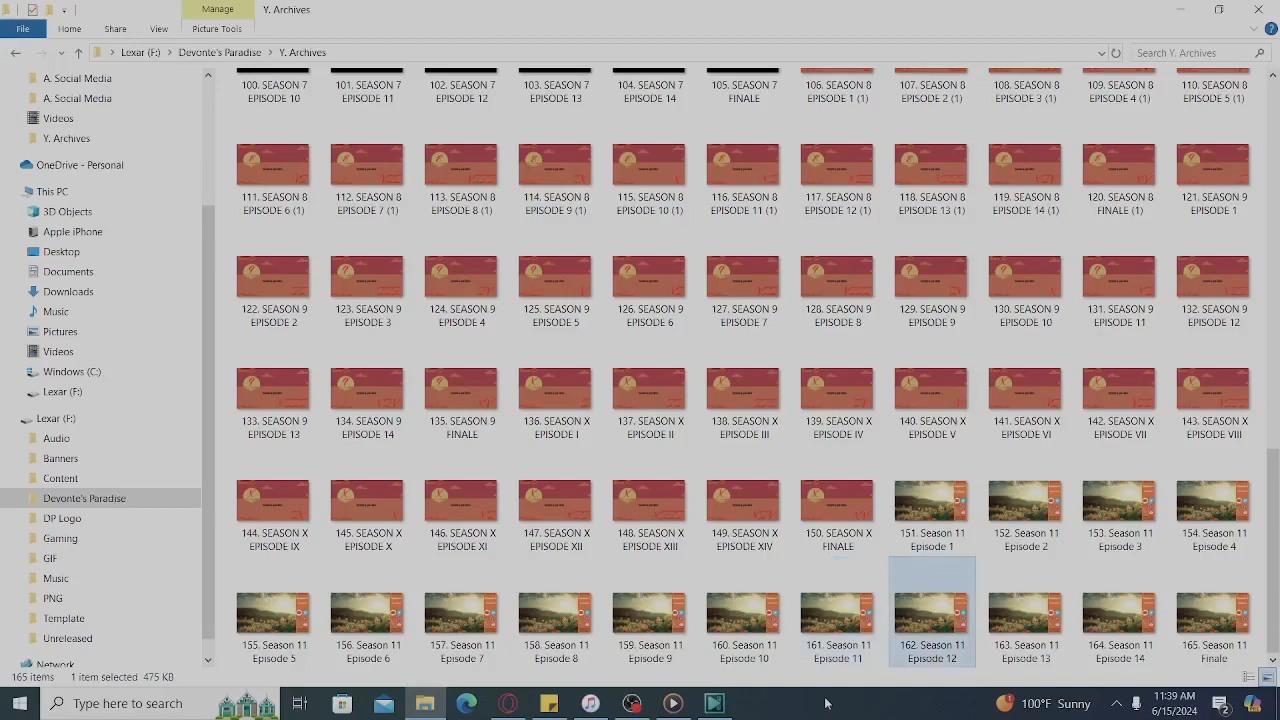 Manage
Y. Archives
File
Home
Share
View
Picture Tools
Lexar (F:)
Devonte's Paradise
Y. Archives
Search Y. Archives
A. Social Media
A. Social Media
Videos
Y. Archives
OneDrive - Personal
This PC
3D Objects
Apple iPhone
Desktop
Documents
Downloads
Music
Pictures
Videos
Windows (C:)
Lexar (F:)
Lexar (F:)
Audio
Banners
Content
Devonte's Paradise
DP Logo
Gaming
GIF
Music
PNG
Template
Unreleased
Network
100. SEASON 7
EPISODE 10
101. SEASON 7
EPISODE 11
102. SEASON 7
EPISODE 12
103. SEASON 7
EPISODE 13
104. SEASON 7
EPISODE 14
105. SEASON 7
FINALE
106. SEASON 8
EPISODE 1 (1)
107. SEASON 8
EPISODE 2 (1)
108. SEASON 8
EPISODE 3 (1)
109. SEASON 8
EPISODE 4 (1)
110. SEASON 8
EPISODE 5 (1)
111. SEASON 8
EPISODE 6 (1)
112. SEASON 8
EPISODE 7 (1)
113. SEASON 8
EPISODE 8 (1)
114. SEASON 8
EPISODE 9 (1)
115. SEASON 8
EPISODE 10 (1)
116. SEASON 8
EPISODE 11 (1)
117. SEASON 8
EPISODE 12 (1)
118. SEASON 8
EPISODE 13 (1)
119. SEASON 8
EPISODE 14 (1)
120. SEASON 8
FINALE (1)
121. SEASON 9
EPISODE 1
122. SEASON 9
EPISODE 2
123. SEASON 9
EPISODE 3
124. SEASON 9
EPISODE 4
125. SEASON 9
EPISODE 5
126. SEASON 9
EPISODE 6
127. SEASON 9
EPISODE 7
128. SEASON 9
EPISODE 8
129. SEASON 9
EPISODE 9
130. SEASON 9
EPISODE 10
131. SEASON 9
EPISODE 11
132. SEASON 9
EPISODE 12
133. SEASON 9
EPISODE 13
134. SEASON 9
EPISODE 14
135. SEASON 9
FINALE
136. SEASON X
EPISODE I
137. SEASON X
EPISODE II
138. SEASON X
EPISODE III
139. SEASON X
EPISODE IV
140. SEASON X
EPISODE V
141. SEASON X
EPISODE VI
142. SEASON X
EPISODE VII
143. SEASON X
EPISODE VIII
144. SEASON X
EPISODE IX
145. SEASON X
EPISODE X
146. SEASON X
EPISODE XI
147. SEASON X
EPISODE XII
148. SEASON X
EPISODE XIII
149. SEASON X
EPISODE XIV
150. SEASON X
FINALE
151. Season 11
Episode 1
152. Season 11
Episode 2
153. Season 11
Episode 3
154. Season 11
Episode 4
155. Season 11
Episode 5
156. Season 11
Episode 6
157. Season 11
Episode 7
158. Season 11
Episode 8
159. Season 11
Episode 9
160. Season 11
Episode 10
161. Season 11
Episode 11
162. Season 11
Episode 12
163. Season 11
Episode 13
164. Season 11
Episode 14
165. Season 11
Finale
165 items
1 item selected 475 KB
Type here to search
1
100°F Sunny
11:39 AM
6/15/2024
2